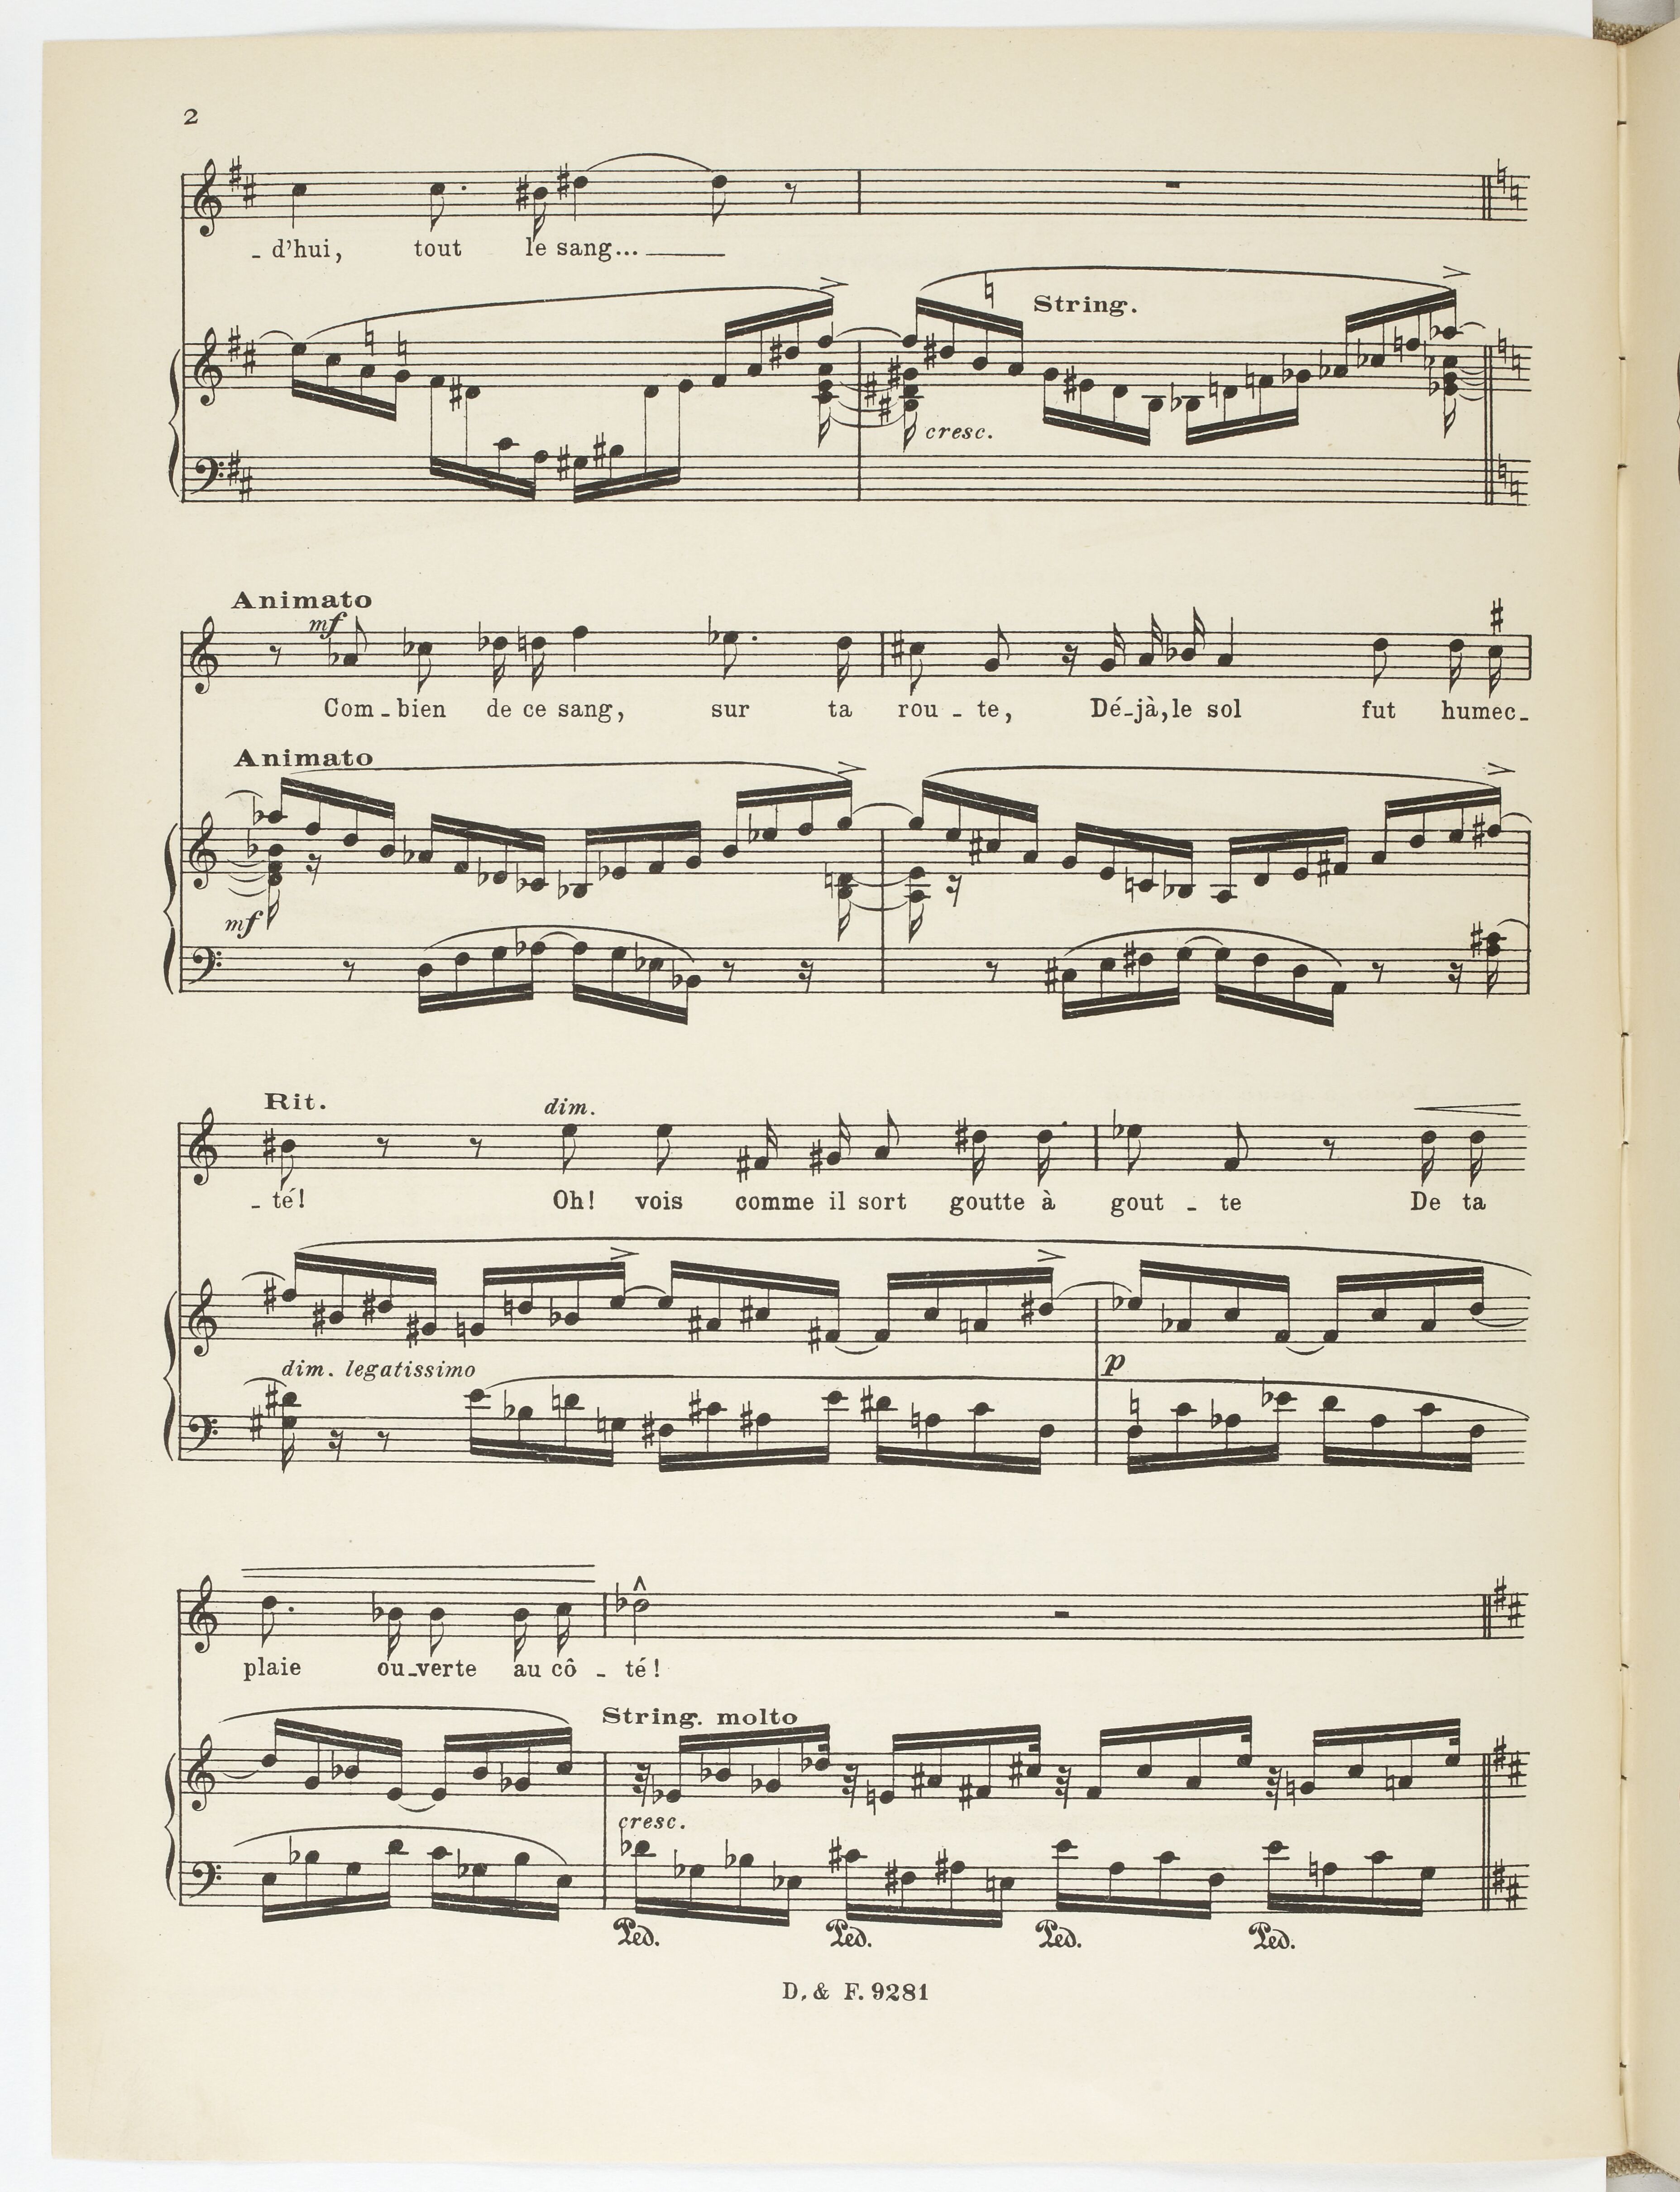 2
- d'hui, tout le sang...
String.
cresc.
Animato
mf
Com - bien de ce sang, sur ta rou - te, Dé-jà, le sol fut humec-
Animato
mf
Rit. dim.
- té! Oh! vois comme il sort goutte à gout - te De ta
dim. legatissimo p
plaie ou-verte au cô - té!
String. molto
cresc.
Ped. Ped. Ped. Ped.
D. & F. 9281